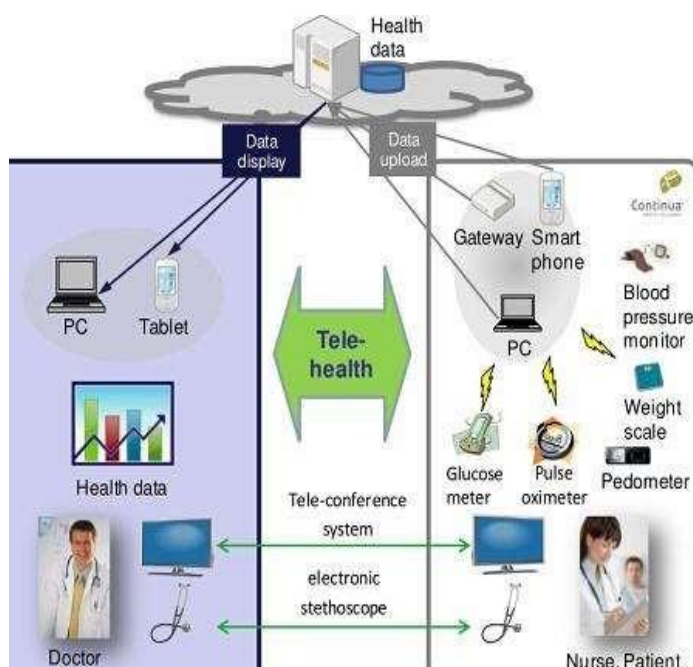 Health
data
Data
display
Data
upload
Continua
Gateway
Smart
phone
PC
Tablet
Blood
pressure
monitor
PC
Tele-
health
Weight
scale
Health data
Glucose
meter
Pulse
oximeter
Pedometer
Tele-conference
system
electronic
stethoscope
Doctor
Nurse, Patient